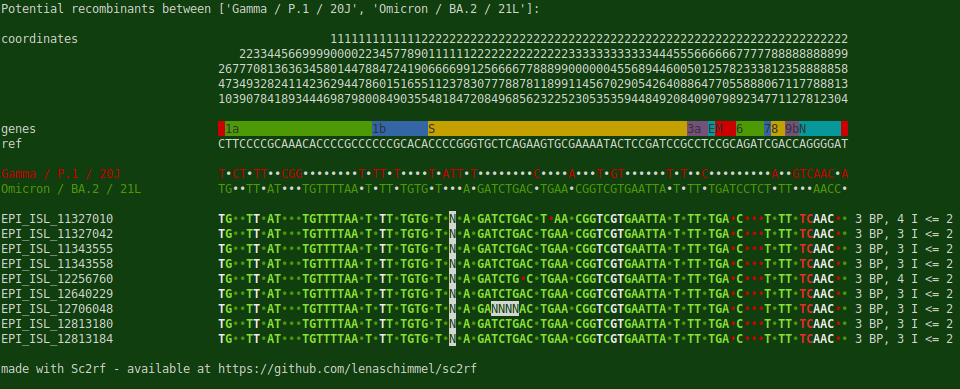 Potential recombinants between ['Gamma / P.1 / 20J', 'Omicron / BA.2 / 21L']:
coordinates 11111111111112222222222222222222222222222222222222222222222222222222222222
2233445669999000022345778901111112222222222222233333333333334445556666667777788888888899
267770813636345801447884724190666699125666677888990000004556894460050125782333812358888858
473493282411423629447860151655112378307778878118991145670290542640886477055888067117788813
103907841893444698798008490355481847208496856232252305353594484920840907989234771127812304
genes 1a 1b S 3a EM 6 78 9bN
ref CTTCCCCGCAAACACCCCGCCCCCCGCACACCCCGGGTGCTCAGAAGTGCGAAAATACTCCGATCCGCCTCCGCAGATCGACCAGGGGAT
Gamma / P.1 / 20J T•CT•TT••CGG••••••••T•TT•T••••T•ATT•T••••••••C••••A•••T•GT••••••T•T••C•••••••••A••GTCAAC•A
Omicron / BA.2 / 21L TG••TT•AT•••TGTTTTAA•T•TT•TGTG•T•••A•GATCTGAC•TGAA•CGGTCGTGAATTA•T•TT•TGATCCTCT•TT•••AACC•
EPI_ISL_11327010 TG••TT•AT•••TGTTTTAA•T•TT•TGTG•T•N•A•GATCTGAC•T•AA•CGGTCGTGAATTA•T•TT•TGA•C•••T•TT•TCAAC•• 3 BP, 4 I <= 2
EPI_ISL_11327042 TG••TT•AT•••TGTTTTAA•T•TT•TGTG•T•N•A•GATCTGAC•TGAA•CGGTCGTGAATTA•T•TT•TGA•C•••T•TT•TCAAC•• 3 BP, 3 I <= 2
EPI_ISL_11343555 TG••TT•AT•••TGTTTTAA•T•TT•TGTG•T•N•A•GATCTGAC•TGAA•CGGTCGTGAATTA•T•TT•TGA•C•••T•TT•TCAAC•• 3 BP, 3 I <= 2
EPI_ISL_11343558 TG••TT•AT•••TGTTTTAA•T•TT•TGTG•T•N•A•GATCTGAC•TGAA•CGGTCGTGAATTA•T•TT•TGA•C•••T•TT•TCAAC•• 3 BP, 3 I <= 2
EPI_ISL_12256760 TG••TT•AT•••TGTTTTAA•T•TT•TGTG•T•N•A•GATCTG•C•TGAA•CGGTCGTGAATTA•T•TT•TGA•C•••T•TT•TCAAC•• 3 BP, 4 I <= 2
EPI_ISL_12640229 TG••TT•AT•••TGTTTTAA•T•TT•TGTG•T•N•A•GATCTGAC•TGAA•CGGTCGTGAATTA•T•TT•TGA•C•••T•TT•TCAAC•• 3 BP, 3 I <= 2
EPI_ISL_12706048 TG••TT•AT•••TGTTTTAA•T•TT•TGTG•T•N•A•GANNNNAC•TGAA•CGGTCGTGAATTA•T•TT•TGA•C•••T•TT•TCAAC•• 3 BP, 3 I <= 2
EPI_ISL_12813180 TG••TT•AT•••TGTTTTAA•T•TT•TGTG•T•N•A•GATCTGAC•TGAA•CGGTCGTGAATTA•T•TT•TGA•C•••T•TT•TCAAC•• 3 BP, 3 I <= 2
EPI_ISL_12813184 TG••TT•AT•••TGTTTTAA•T•TT•TGTG•T•N•A•GATCTGAC•TGAA•CGGTCGTGAATTA•T•TT•TGA•C•••T•TT•TCAAC•• 3 BP, 3 I <= 2
made with Sc2rf - available at https://github.com/lenaschimmel/sc2rf